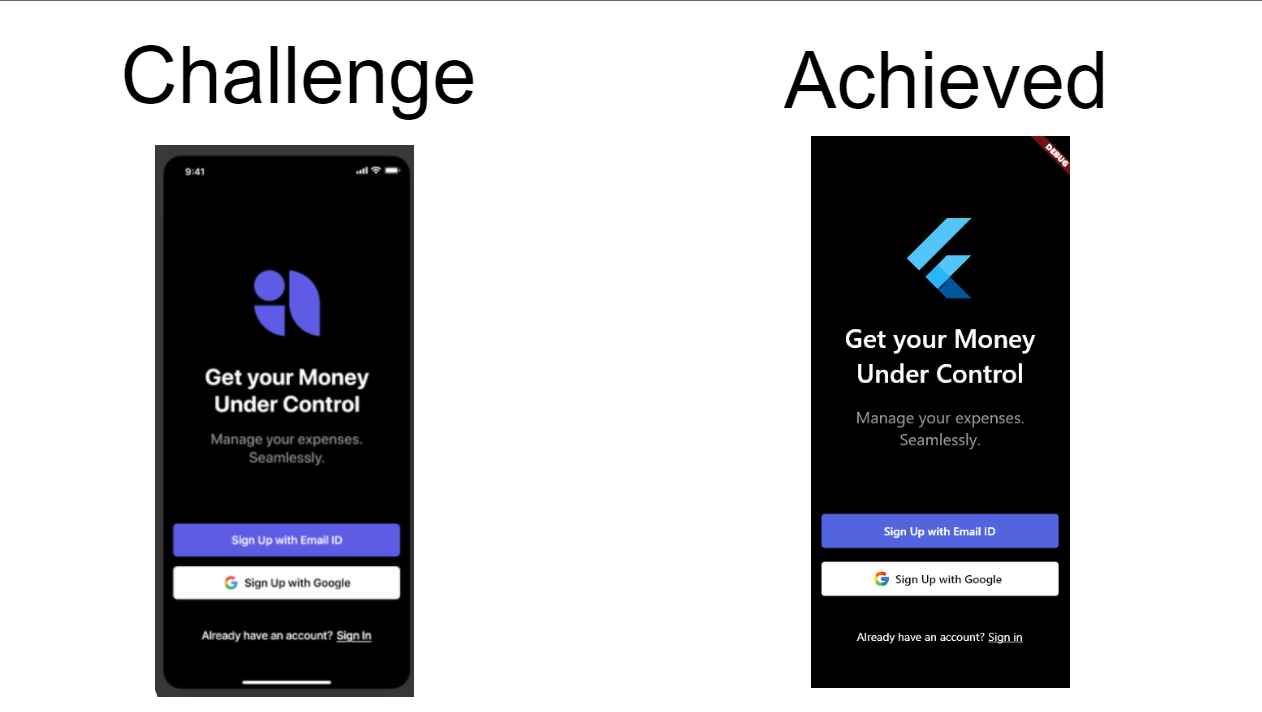 Challenge
Achieved
9:41
Get your Money
Under Control
Manage your expenses.
Seamlessly.
Sign Up with Email ID
Sign Up with Google
Already have an account? Sign In
DEBUG
Get your Money
Under Control
Manage your expenses.
Seamlessly.
Sign Up with Email ID
Sign Up with Google
Already have an account? Sign in